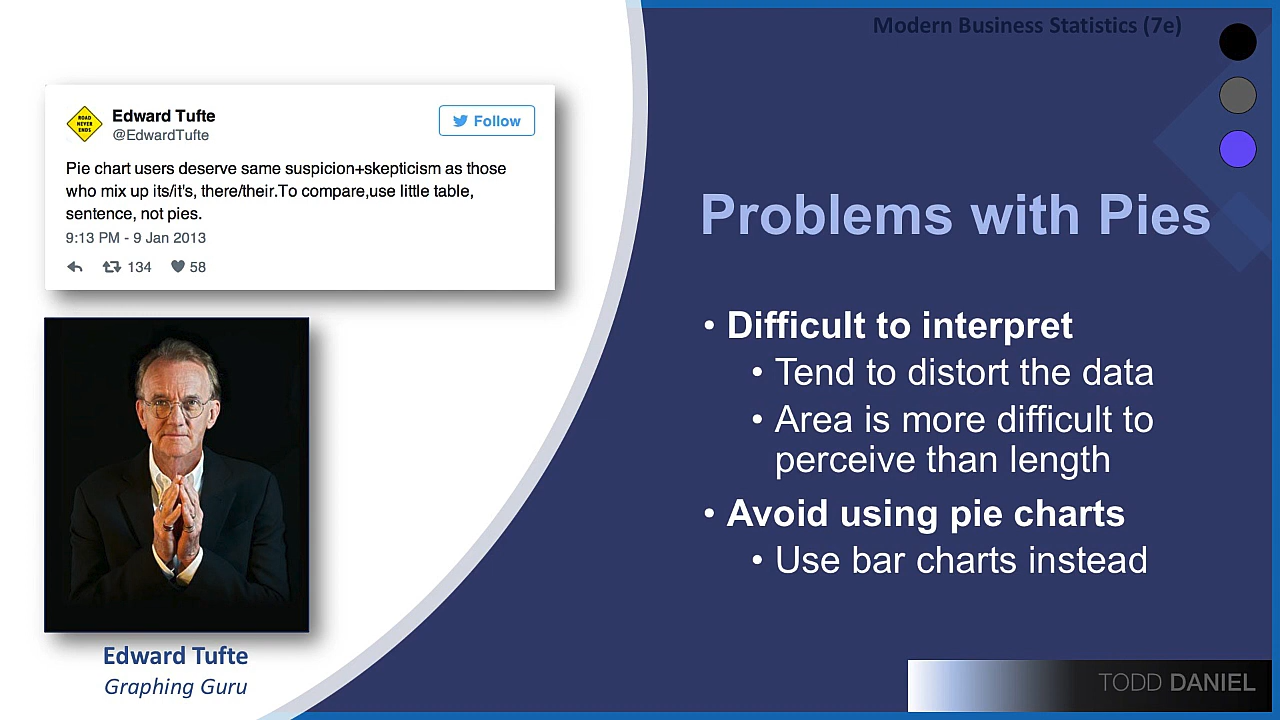 Modern Business Statistics (7e)
ROAD
NEVER
ENDS
Edward Tufte
@EdwardTufte
Follow
Pie chart users deserve same suspicion+skepticism as those
who mix up its/it's, there/their.To compare,use little table,
sentence, not pies.
9:13 PM - 9 Jan 2013
134
58
Edward Tufte
Graphing Guru
Problems with Pies
• Difficult to interpret
• Tend to distort the data
• Area is more difficult to
perceive than length
• Avoid using pie charts
• Use bar charts instead
TODD DANIEL